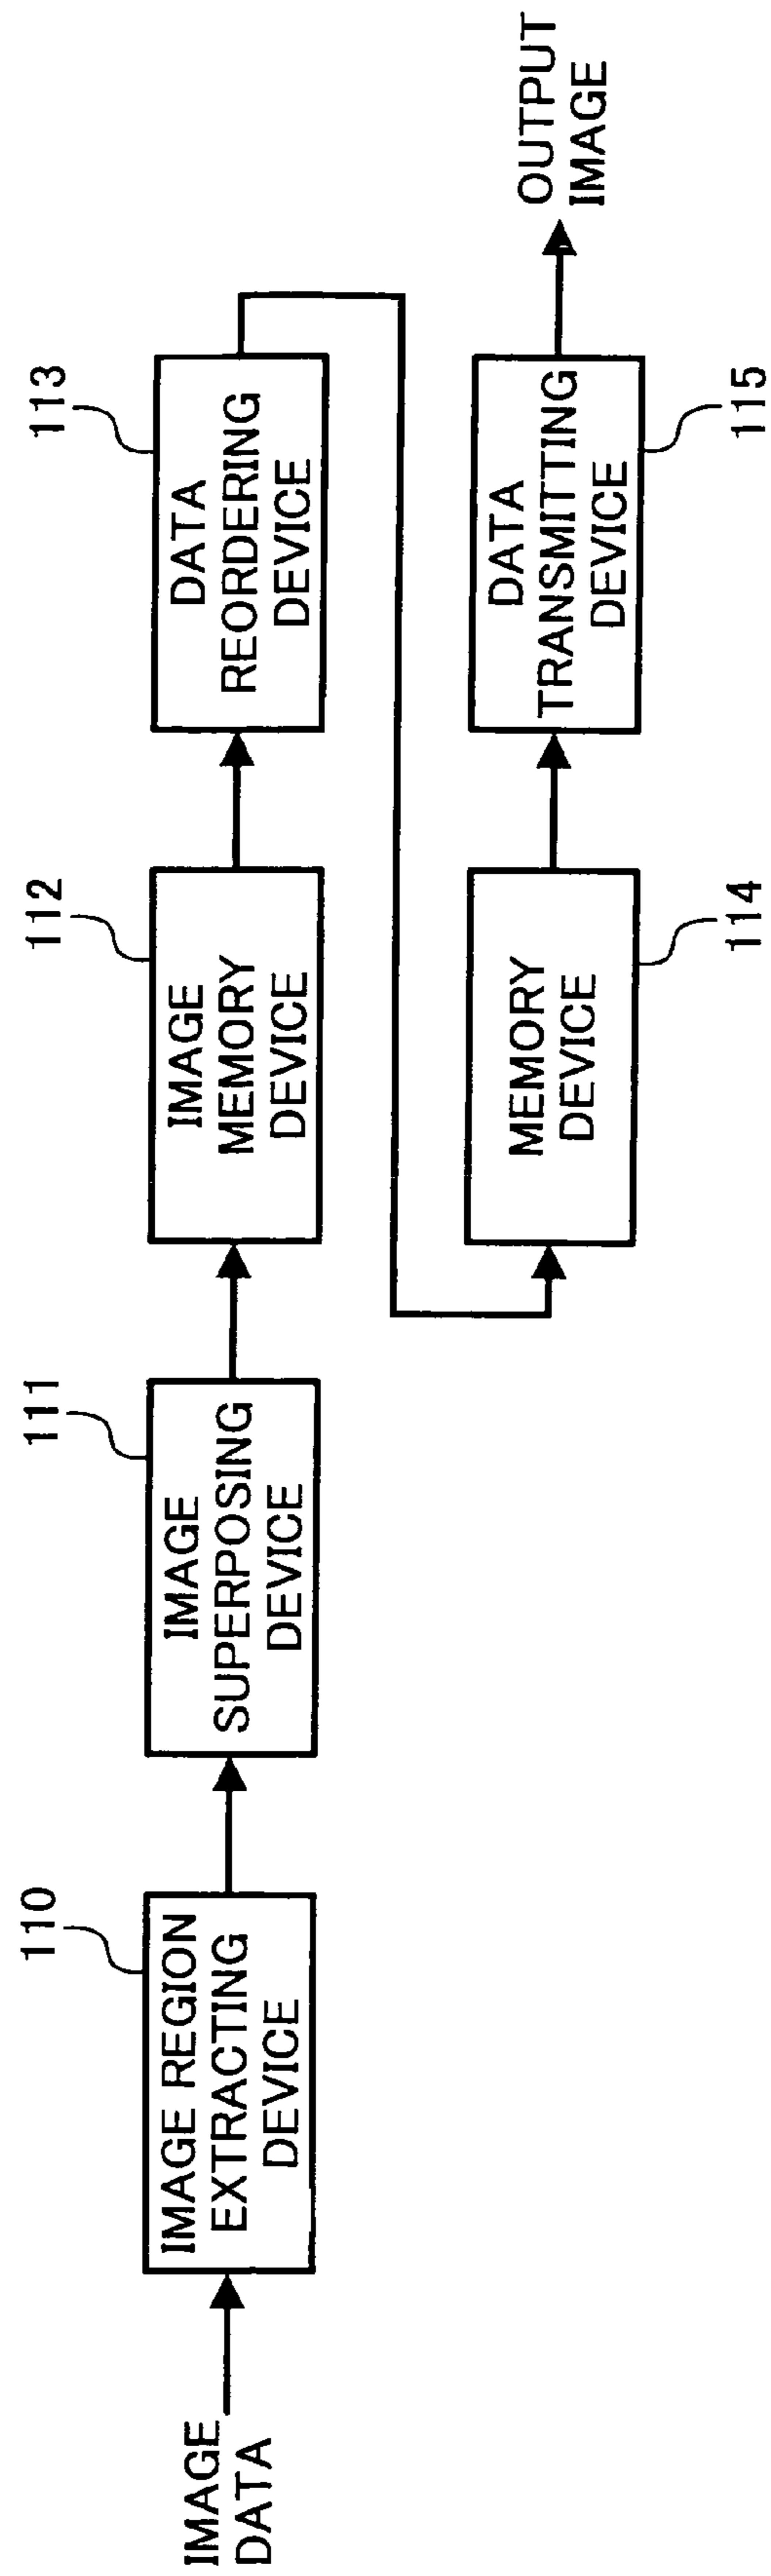 IMAGE
DATA
110
IMAGE REGION
EXTRACTING
DEVICE
111
IMAGE
SUPERPOSING
DEVICE
112
IMAGE
MEMORY
DEVICE
113
DATA
REORDERING
DEVICE
MEMORY
DEVICE
114
DATA
TRANSMITTING
DEVICE
115
OUTPUT
IMAGE